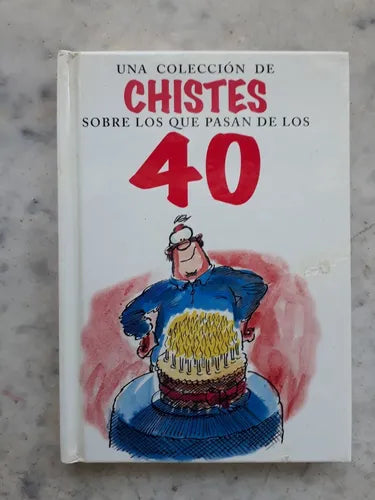 UNA COLECCIÓN DE
CHISTES
SOBRE LOS QUE PASAN DE LOS
40